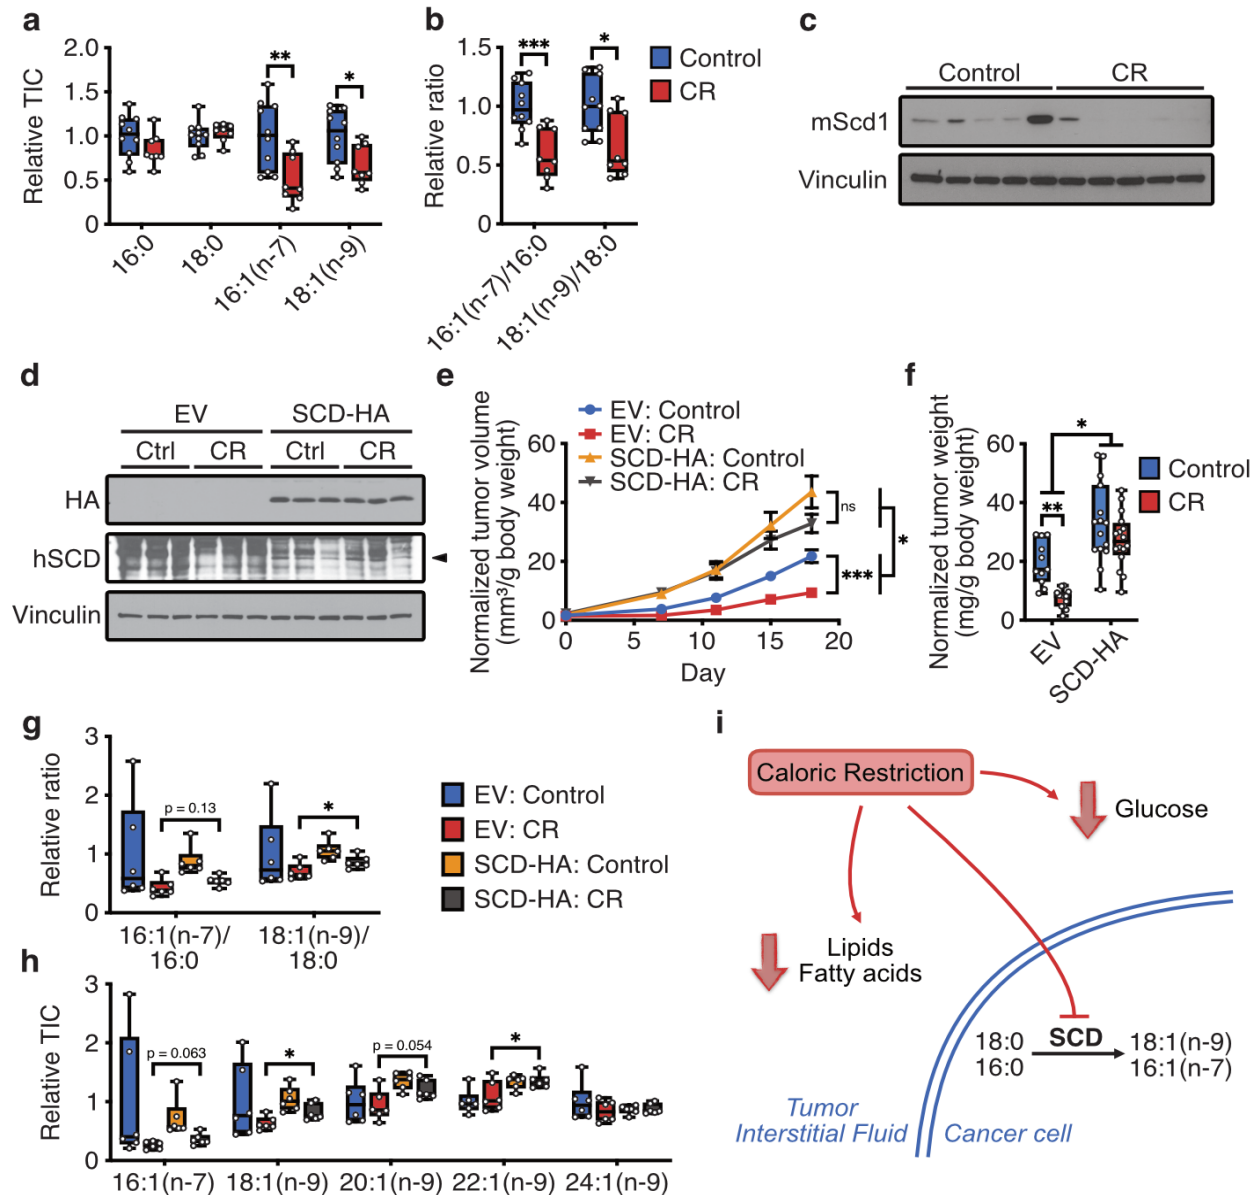 a
Relative TIC
2.0
1.5
1.0
0.5
0
**
*
16:0
18:0
16:1(n-7)
18:1(n-9)
b
Relative ratio
1.5
1.0
0.5
0
***
*
16:1(n-7)/16:0
18:1(n-9)/18:0
Control
CR
c
Control CR
mScd1
Vinculin
d
EV SCD-HA
Ctrl CR Ctrl CR
HA
hSCD
Vinculin
e
Normalized tumor volume
(mm³/g body weight)
EV: Control
EV: CR
SCD-HA: Control
SCD-HA: CR
60
40
20
0
ns
***
*
0 5 10 15 20
Day
f
Normalized tumor weight
(mg/g body weight)
60
40
20
0
*
**
EV
SCD-HA
Control
CR
g
Relative ratio
3
2
1
0
p = 0.13
*
16:1(n-7)/
16:0
18:1(n-9)/
18:0
EV: Control
EV: CR
SCD-HA: Control
SCD-HA: CR
h
Relative TIC
3
2
1
0
p = 0.063
*
p = 0.054
*
16:1(n-7) 18:1(n-9) 20:1(n-9) 22:1(n-9) 24:1(n-9)
i
Caloric Restriction
Glucose
Lipids
Fatty acids
18:0
16:0
SCD
18:1(n-9)
16:1(n-7)
Tumor
Interstitial Fluid
Cancer cell